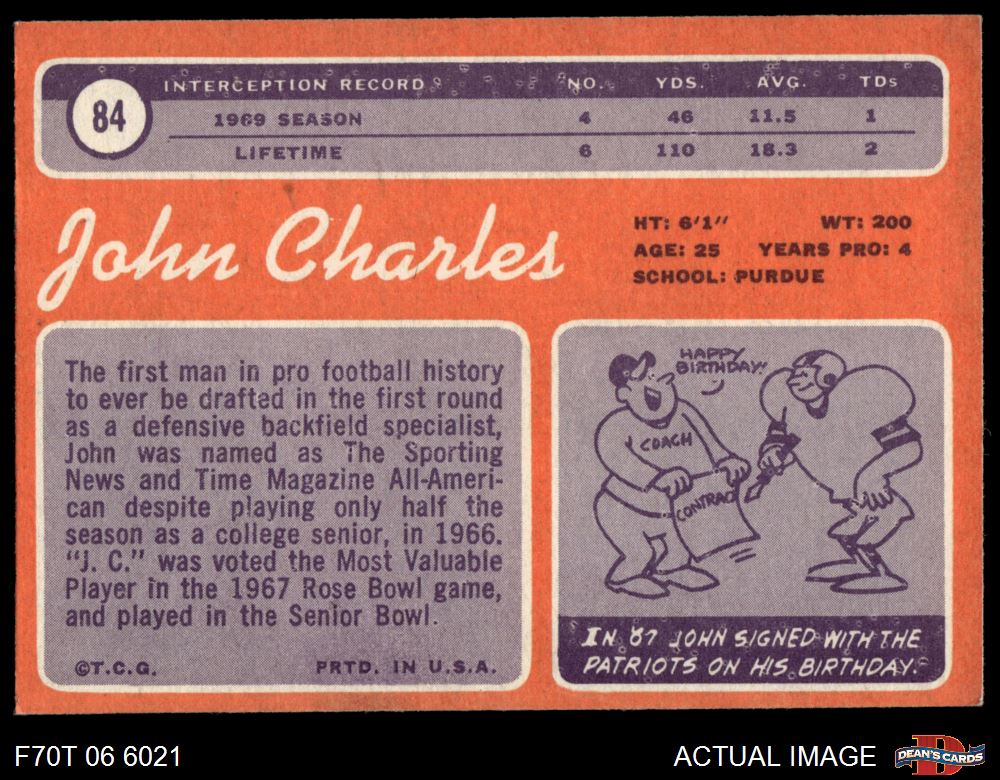 84
INTERCEPTION RECORD NO. YDS. AVG. TDs
1969 SEASON 4 46 11.5 1
LIFETIME 6 110 18.3 2
John Charles
HT: 6'1" WT: 200
AGE: 25 YEARS PRO: 4
SCHOOL: PURDUE
The first man in pro football history
to ever be drafted in the first round
as a defensive backfield specialist,
John was named as The Sporting
News and Time Magazine All-Ameri-
can despite playing only half the
season as a college senior, in 1966.
"J. C." was voted the Most Valuable
Player in the 1967 Rose Bowl game,
and played in the Senior Bowl.
©T.C.G. PRTD. IN U.S.A.
HAPPY
BIRTHDAY!
COACH
CONTRACT
IN '67 JOHN SIGNED WITH THE
PATRIOTS ON HIS BIRTHDAY.
F70T 06 6021
ACTUAL IMAGE
DEAN'S CARDS